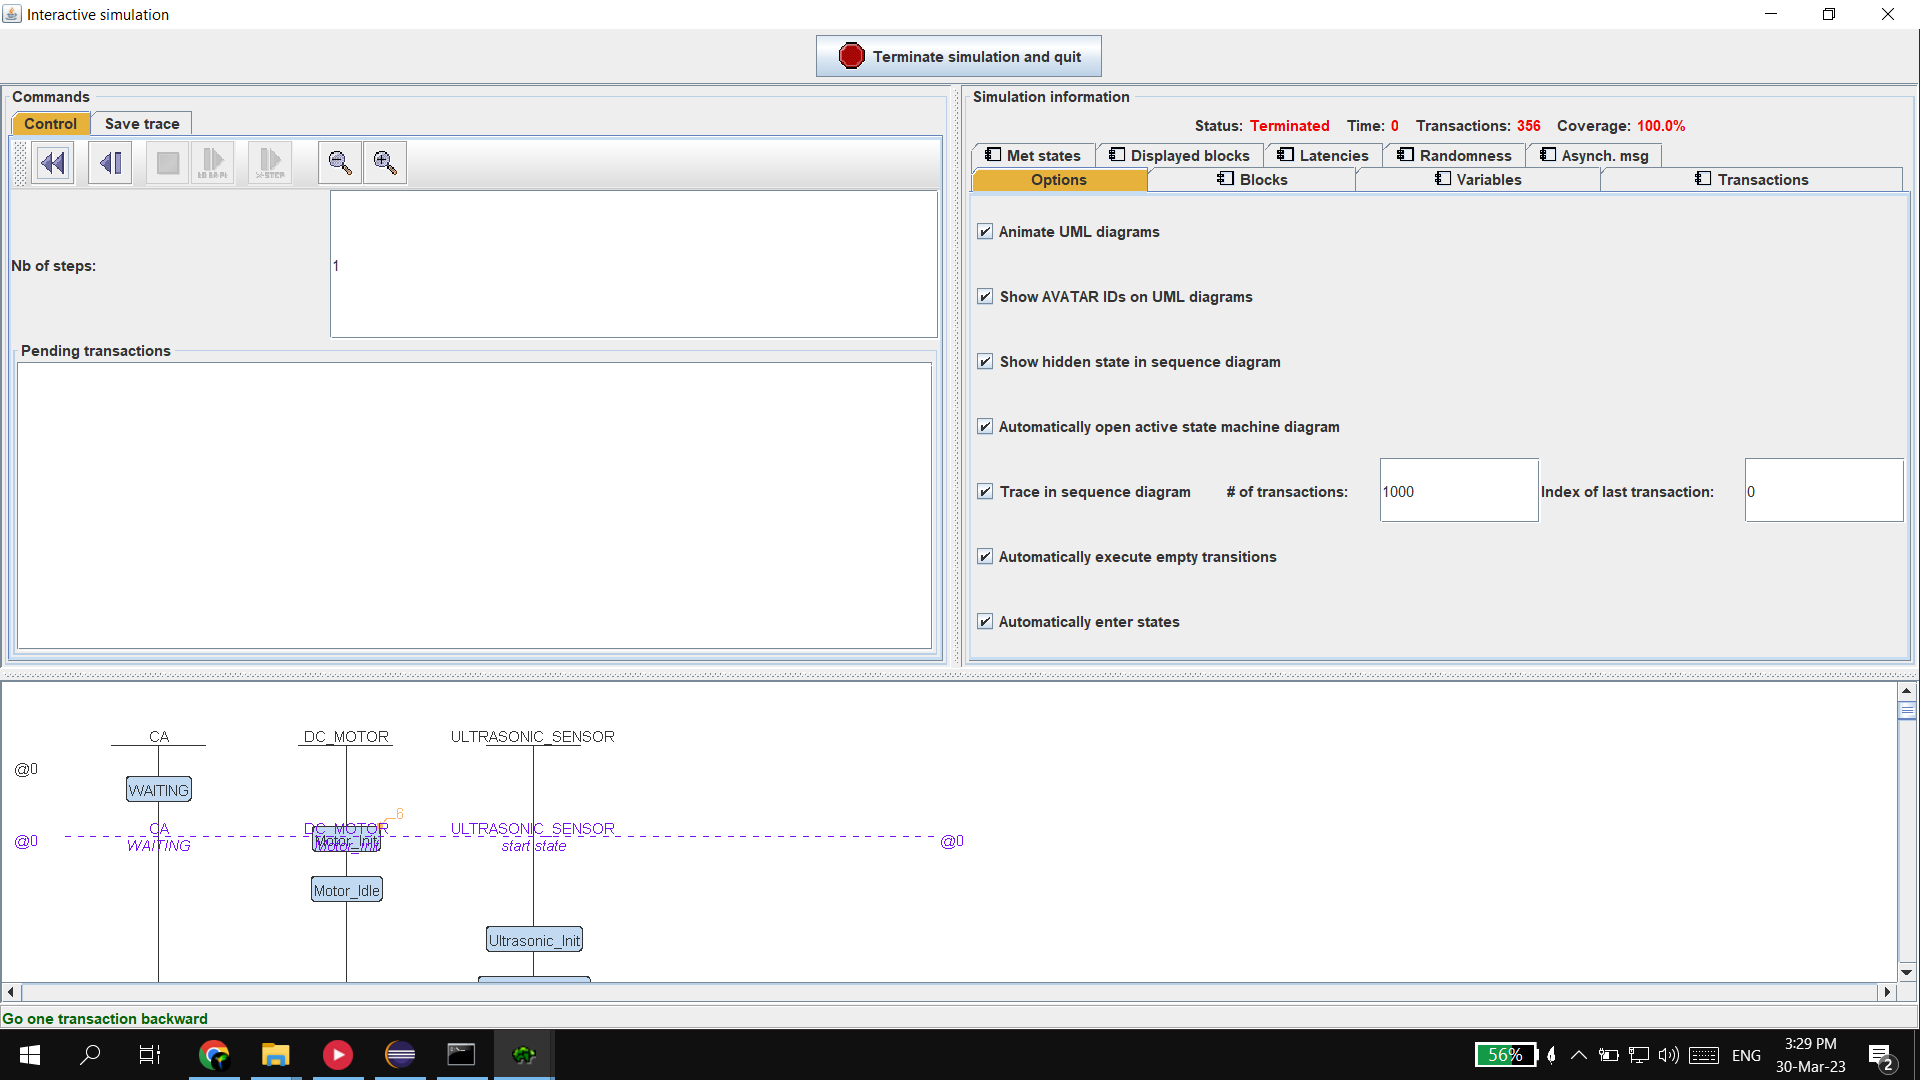 Interactive simulation
Terminate simulation and quit
Commands
Control Save trace
Nb of steps: 1
Pending transactions
Simulation information
Status: Terminated Time: 0 Transactions: 356 Coverage: 100.0%
Met states Displayed blocks Latencies Randomness Asynch. msg
Options Blocks Variables Transactions
Animate UML diagrams
Show AVATAR IDs on UML diagrams
Show hidden state in sequence diagram
Automatically open active state machine diagram
Trace in sequence diagram # of transactions: 1000 Index of last transaction: 0
Automatically execute empty transitions
Automatically enter states
CA DC_MOTOR ULTRASONIC_SENSOR
@0
WAITING
6
CA DC_MOTOR ULTRASONIC_SENSOR
@0 @0
WAITING Motor_Init start state
Motor_Init
Motor_Idle
Ultrasonic_Init
Go one transaction backward
56% ENG 3:29 PM
30-Mar-23 2